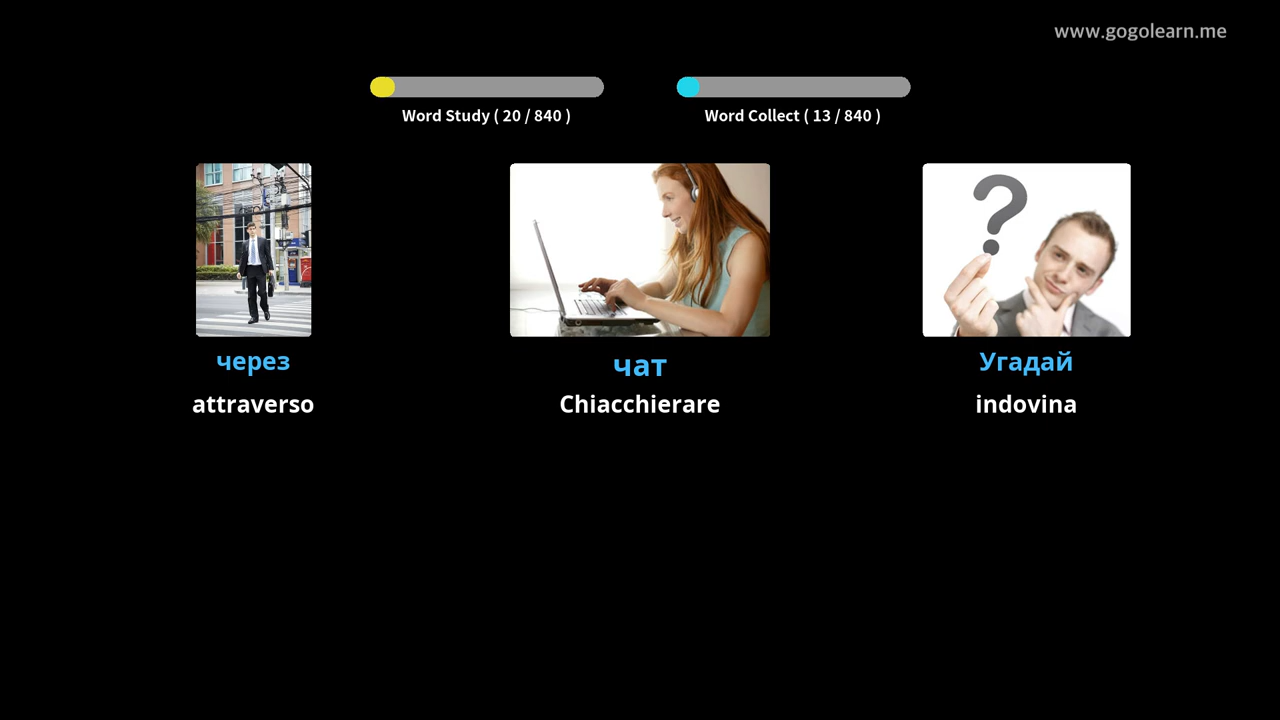 www.gogolearn.me
Word Study ( 20 / 840 )
Word Collect ( 13 / 840 )
через
чат
Угадай
attraverso
Chiacchierare
indovina